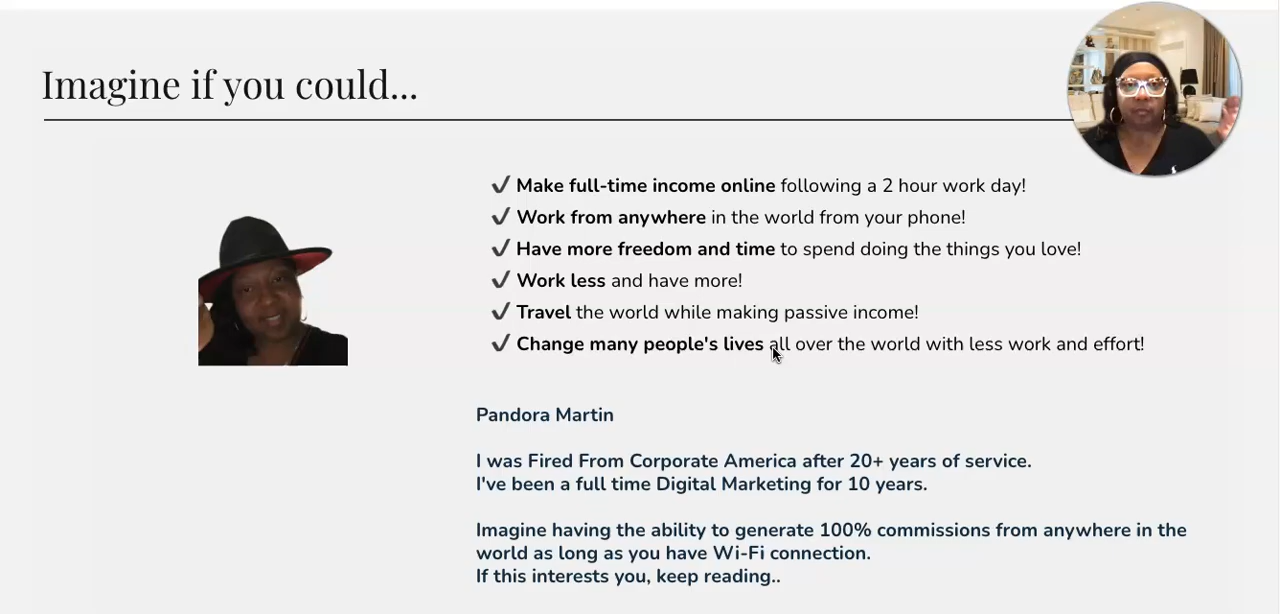 Imagine if you could...
✔ Make full-time income online following a 2 hour work day!
✔ Work from anywhere in the world from your phone!
✔ Have more freedom and time to spend doing the things you love!
✔ Work less and have more!
✔ Travel the world while making passive income!
✔ Change many people's lives all over the world with less work and effort!
Pandora Martin
I was Fired From Corporate America after 20+ years of service.
I've been a full time Digital Marketing for 10 years.
Imagine having the ability to generate 100% commissions from anywhere in the
world as long as you have Wi-Fi connection.
If this interests you, keep reading..